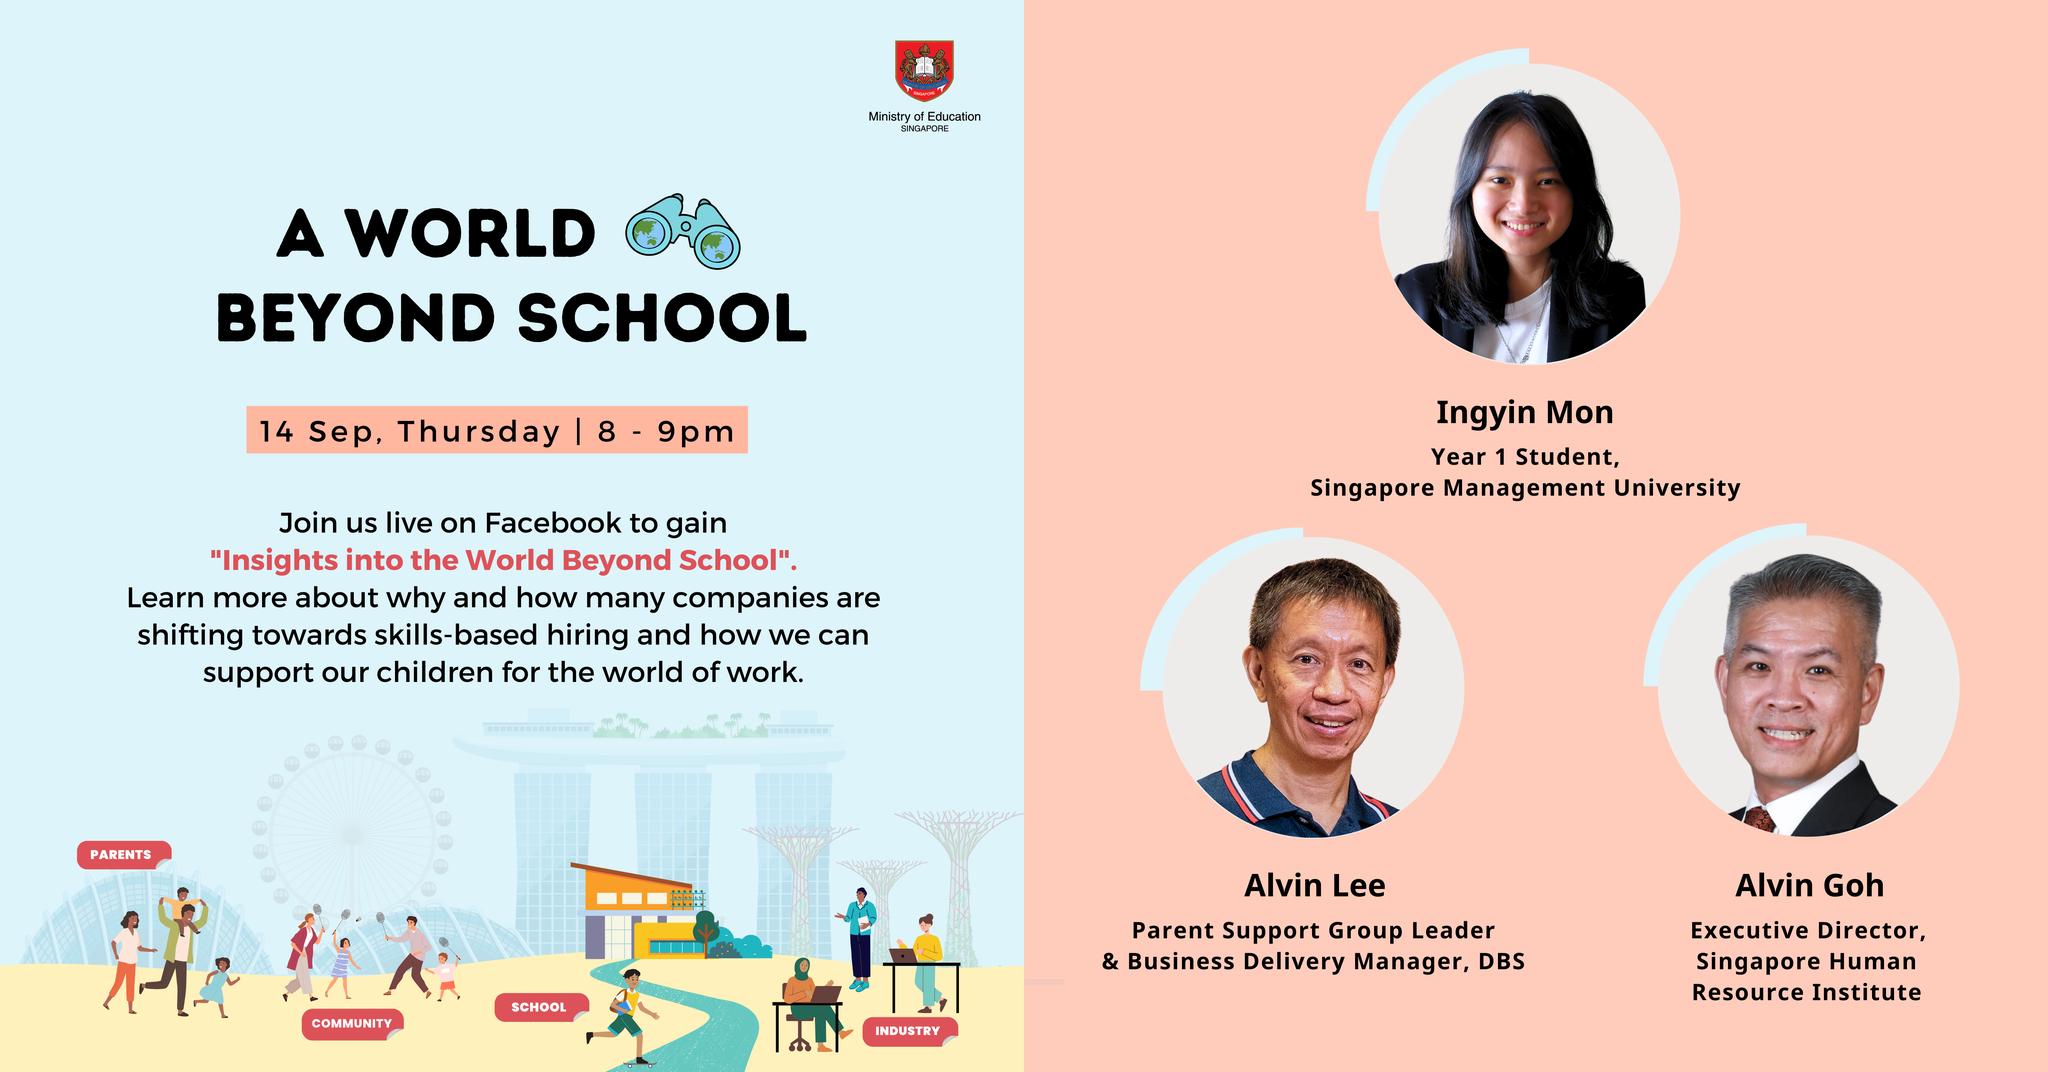 Ministry of Education
SINGAPORE
A WORLD
BEYOND SCHOOL
14 Sep, Thursday | 8 - 9pm
Join us live on Facebook to gain
"Insights into the World Beyond School".
Learn more about why and how many companies are
shifting towards skills-based hiring and how we can
support our children for the world of work.
PARENTS
COMMUNITY
SCHOOL
INDUSTRY
Ingyin Mon
Year 1 Student,
Singapore Management University
Alvin Lee
Parent Support Group Leader
& Business Delivery Manager, DBS
Alvin Goh
Executive Director,
Singapore Human
Resource Institute